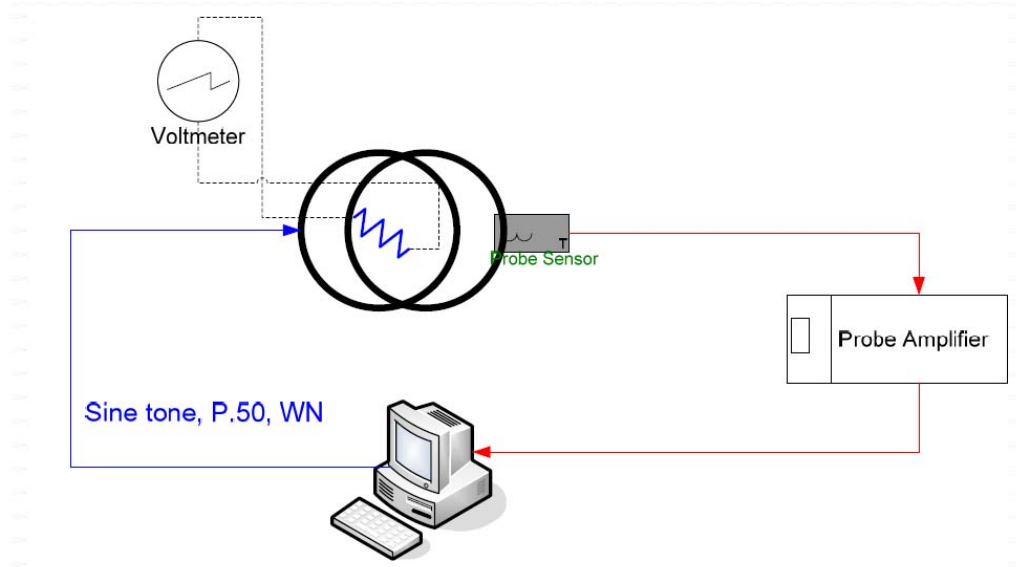 Voltmeter
T
Probe Sensor
Probe Amplifier
Sine tone, P.50, WN